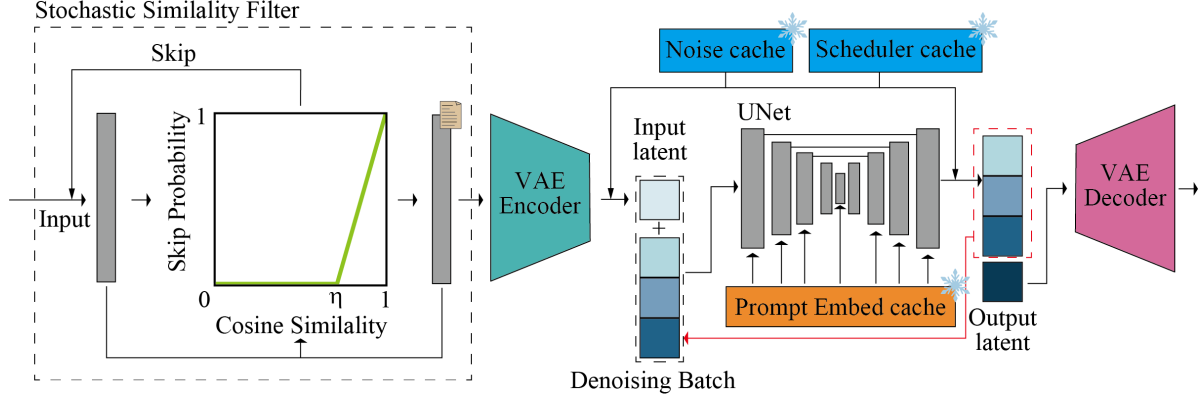 Stochastic Similality Filter
Skip
Input
1
Skip Probability
0
η
1
Cosine Similality
VAE
Encoder
Noise cache
Scheduler cache
Input
latent
+
Denoising Batch
UNet
Prompt Embed cache
Output
latent
VAE
Decoder